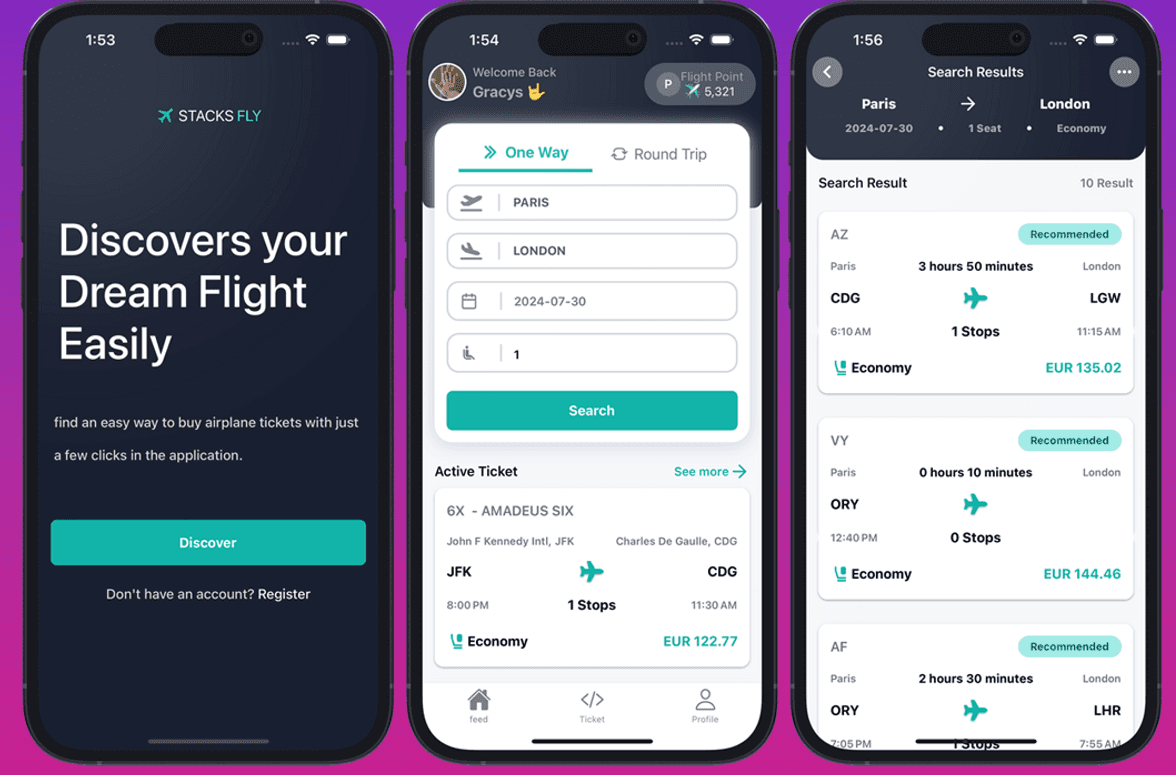 1:53
STACKS FLY
Discovers your
Dream Flight
Easily
find an easy way to buy airplane tickets with just
a few clicks in the application.
Discover
Don't have an account? Register
1:54
Welcome Back
Gracys 🤟
P
Flight Point
5,321
One Way
Round Trip
PARIS
LONDON
2024-07-30
1
Search
Active Ticket
See more
6X - AMADEUS SIX
John F Kennedy Intl, JFK
Charles De Gaulle, CDG
JFK
CDG
8:00 PM
1 Stops
11:30 AM
Economy
EUR 122.77
feed
Ticket
Profile
1:56
Search Results
Paris
London
2024-07-30 • 1 Seat • Economy
Search Result
10 Result
AZ
Recommended
Paris
3 hours 50 minutes
London
CDG
LGW
6:10 AM
1 Stops
11:15 AM
Economy
EUR 135.02
VY
Recommended
Paris
0 hours 10 minutes
London
ORY
12:40 PM
0 Stops
Economy
EUR 144.46
AF
Recommended
Paris
2 hours 30 minutes
London
ORY
LHR
7:05 PM
1 Stops
7:55 AM